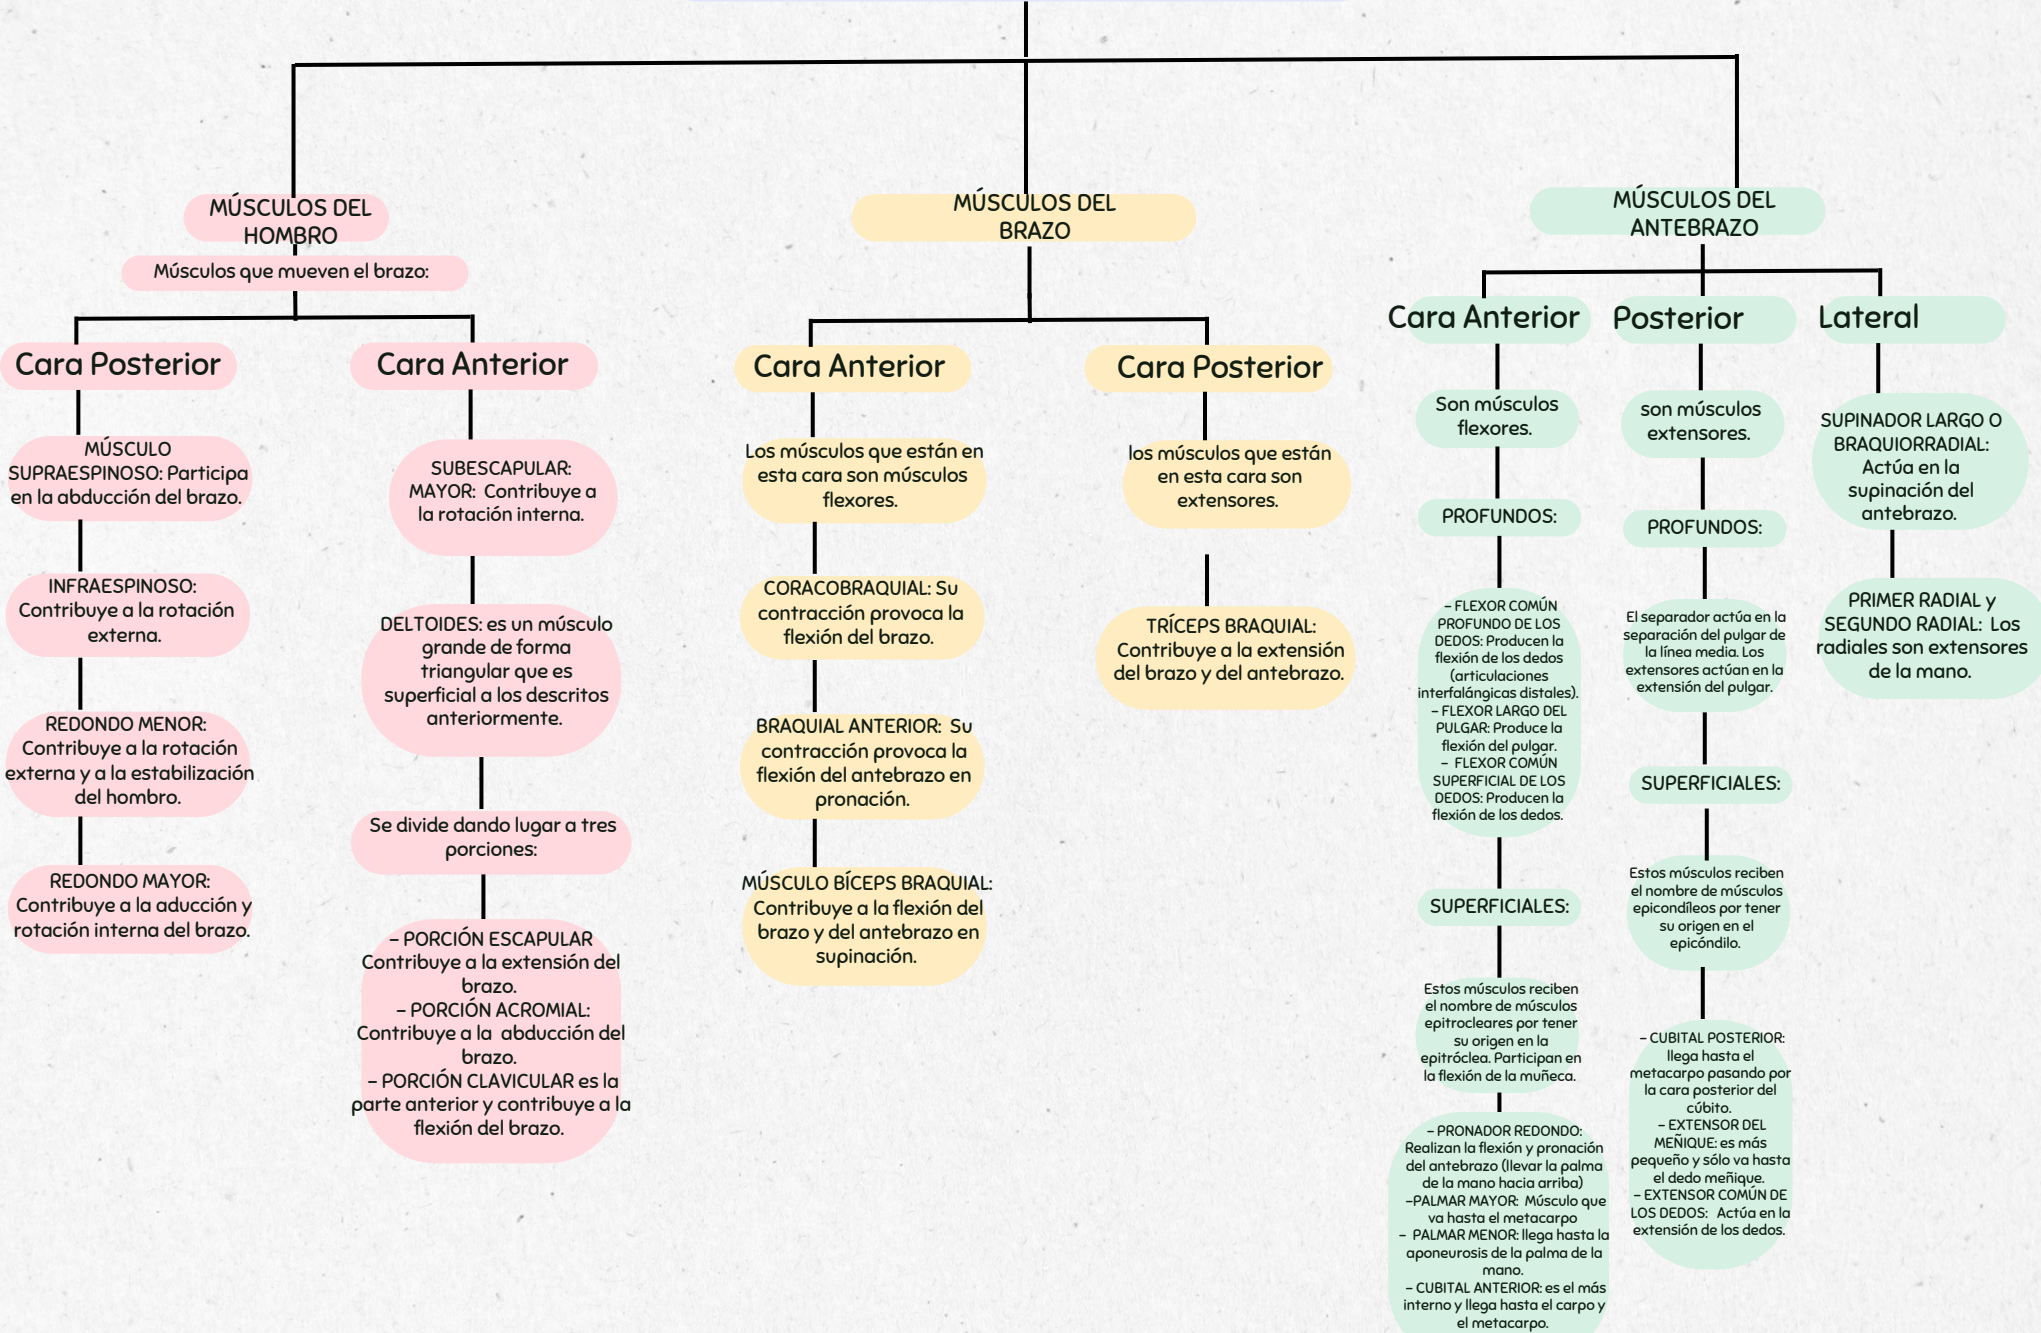 MÚSCULOS DEL
HOMBRO
Músculos que mueven el brazo:
Cara Posterior
MÚSCULO
SUPRAESPINOSO: Participa
en la abducción del brazo.
INFRAESPINOSO:
Contribuye a la rotación
externa.
REDONDO MENOR:
Contribuye a la rotación
externa y a la estabilización
del hombro.
REDONDO MAYOR:
Contribuye a la aducción y
rotación interna del brazo.
Cara Anterior
SUBESCAPULAR:
MAYOR: Contribuye a
la rotación interna.
DELTOIDES: es un músculo
grande de forma
triangular que es
superficial a los descritos
anteriormente.
Se divide dando lugar a tres
porciones:
– PORCIÓN ESCAPULAR
Contribuye a la extensión del
brazo.
– PORCIÓN ACROMIAL:
Contribuye a la abducción del
brazo.
– PORCIÓN CLAVICULAR es la
parte anterior y contribuye a la
flexión del brazo.
MÚSCULOS DEL
BRAZO
Cara Anterior
Los músculos que están en
esta cara son músculos
flexores.
CORACOBRAQUIAL: Su
contracción provoca la
flexión del brazo.
BRAQUIAL ANTERIOR: Su
contracción provoca la
flexión del antebrazo en
pronación.
MÚSCULO BÍCEPS BRAQUIAL:
Contribuye a la flexión del
brazo y del antebrazo en
supinación.
Cara Posterior
los músculos que están
en esta cara son
extensores.
TRÍCEPS BRAQUIAL:
Contribuye a la extensión
del brazo y del antebrazo.
MÚSCULOS DEL
ANTEBRAZO
Cara Anterior
Son músculos
flexores.
PROFUNDOS:
– FLEXOR COMÚN
PROFUNDO DE LOS
DEDOS: Producen la
flexión de los dedos
(articulaciones
interfalángicas distales).
– FLEXOR LARGO DEL
PULGAR: Produce la
flexión del pulgar.
– FLEXOR COMÚN
SUPERFICIAL DE LOS
DEDOS: Producen la
flexión de los dedos.
SUPERFICIALES:
Estos músculos reciben
el nombre de músculos
epitrocleares por tener
su origen en la
epitróclea. Participan en
la flexión de la muñeca.
– PRONADOR REDONDO:
Realizan la flexión y pronación
del antebrazo (llevar la palma
de la mano hacia arriba)
–PALMAR MAYOR: Músculo que
va hasta el metacarpo
– PALMAR MENOR: llega hasta la
aponeurosis de la palma de la
mano.
– CUBITAL ANTERIOR: es el más
interno y llega hasta el carpo y
el metacarpo.
Posterior
son músculos
extensores.
PROFUNDOS:
El separador actúa en la
separación del pulgar de
la línea media. Los
extensores actúan en la
extensión del pulgar.
SUPERFICIALES:
Estos músculos reciben
el nombre de músculos
epicondíleos por tener
su origen en el
epicóndilo.
– CUBITAL POSTERIOR:
llega hasta el
metacarpo pasando por
la cara posterior del
cúbito.
– EXTENSOR DEL
MEÑIQUE: es más
pequeño y sólo va hasta
el dedo meñique.
– EXTENSOR COMÚN DE
LOS DEDOS: Actúa en la
extensión de los dedos.
Lateral
SUPINADOR LARGO O
BRAQUIORRADIAL:
Actúa en la
supinación del
antebrazo.
PRIMER RADIAL y
SEGUNDO RADIAL: Los
radiales son extensores
de la mano.